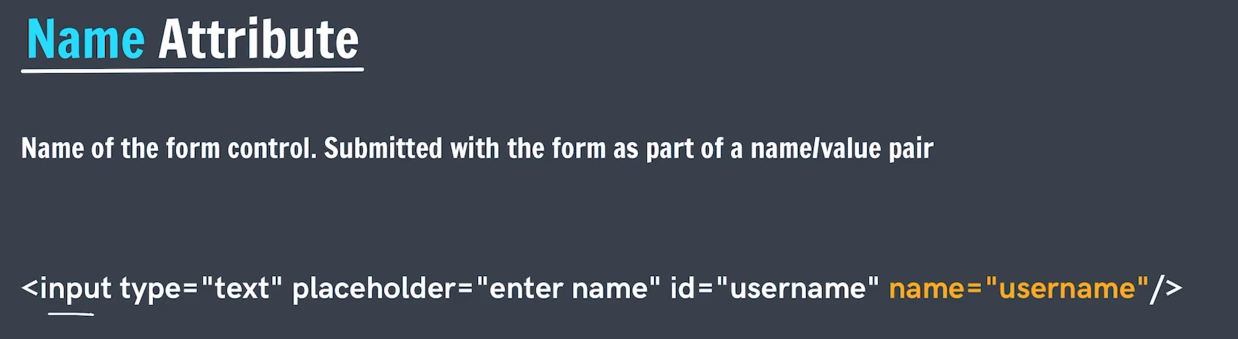 Name Attribute
Name of the form control. Submitted with the form as part of a name/value pair
<input type="text" placeholder="enter name" id="username" name="username"/>